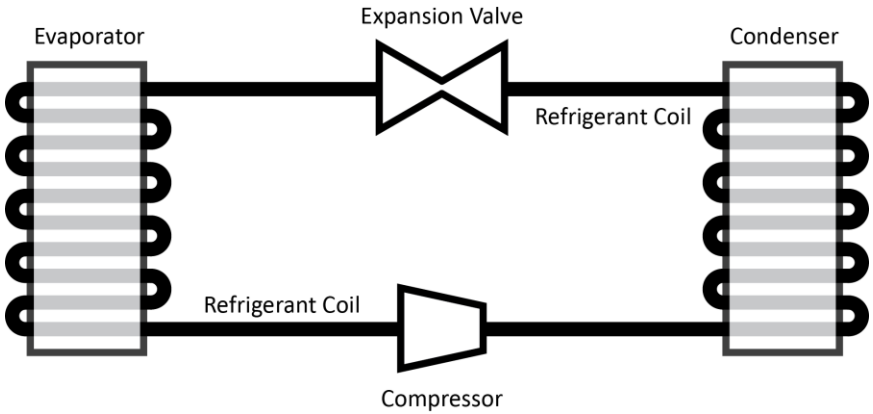 Expansion Valve
Evaporator
Condenser
Refrigerant Coil
Refrigerant Coil
Compressor